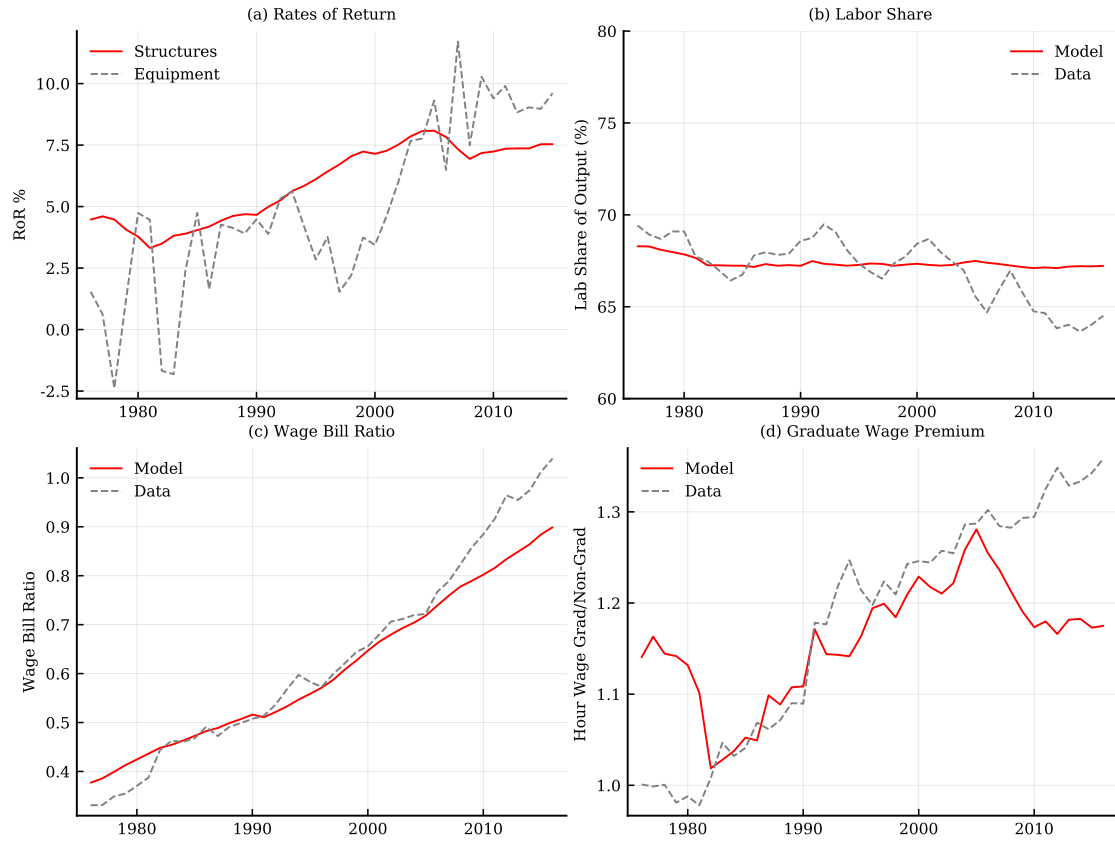 (a) Rates of Return
Structures
Equipment
RoR %
10.0
7.5
5.0
2.5
0.0
-2.5
1980
1990
2000
2010
(b) Labor Share
Model
Data
Lab Share of Output (%)
80
75
70
65
60
1980
1990
2000
2010
(c) Wage Bill Ratio
Model
Data
Wage Bill Ratio
1.0
0.9
0.8
0.7
0.6
0.5
0.4
1980
1990
2000
2010
(d) Graduate Wage Premium
Model
Data
Hour Wage Grad/Non-Grad
1.3
1.2
1.1
1.0
1980
1990
2000
2010